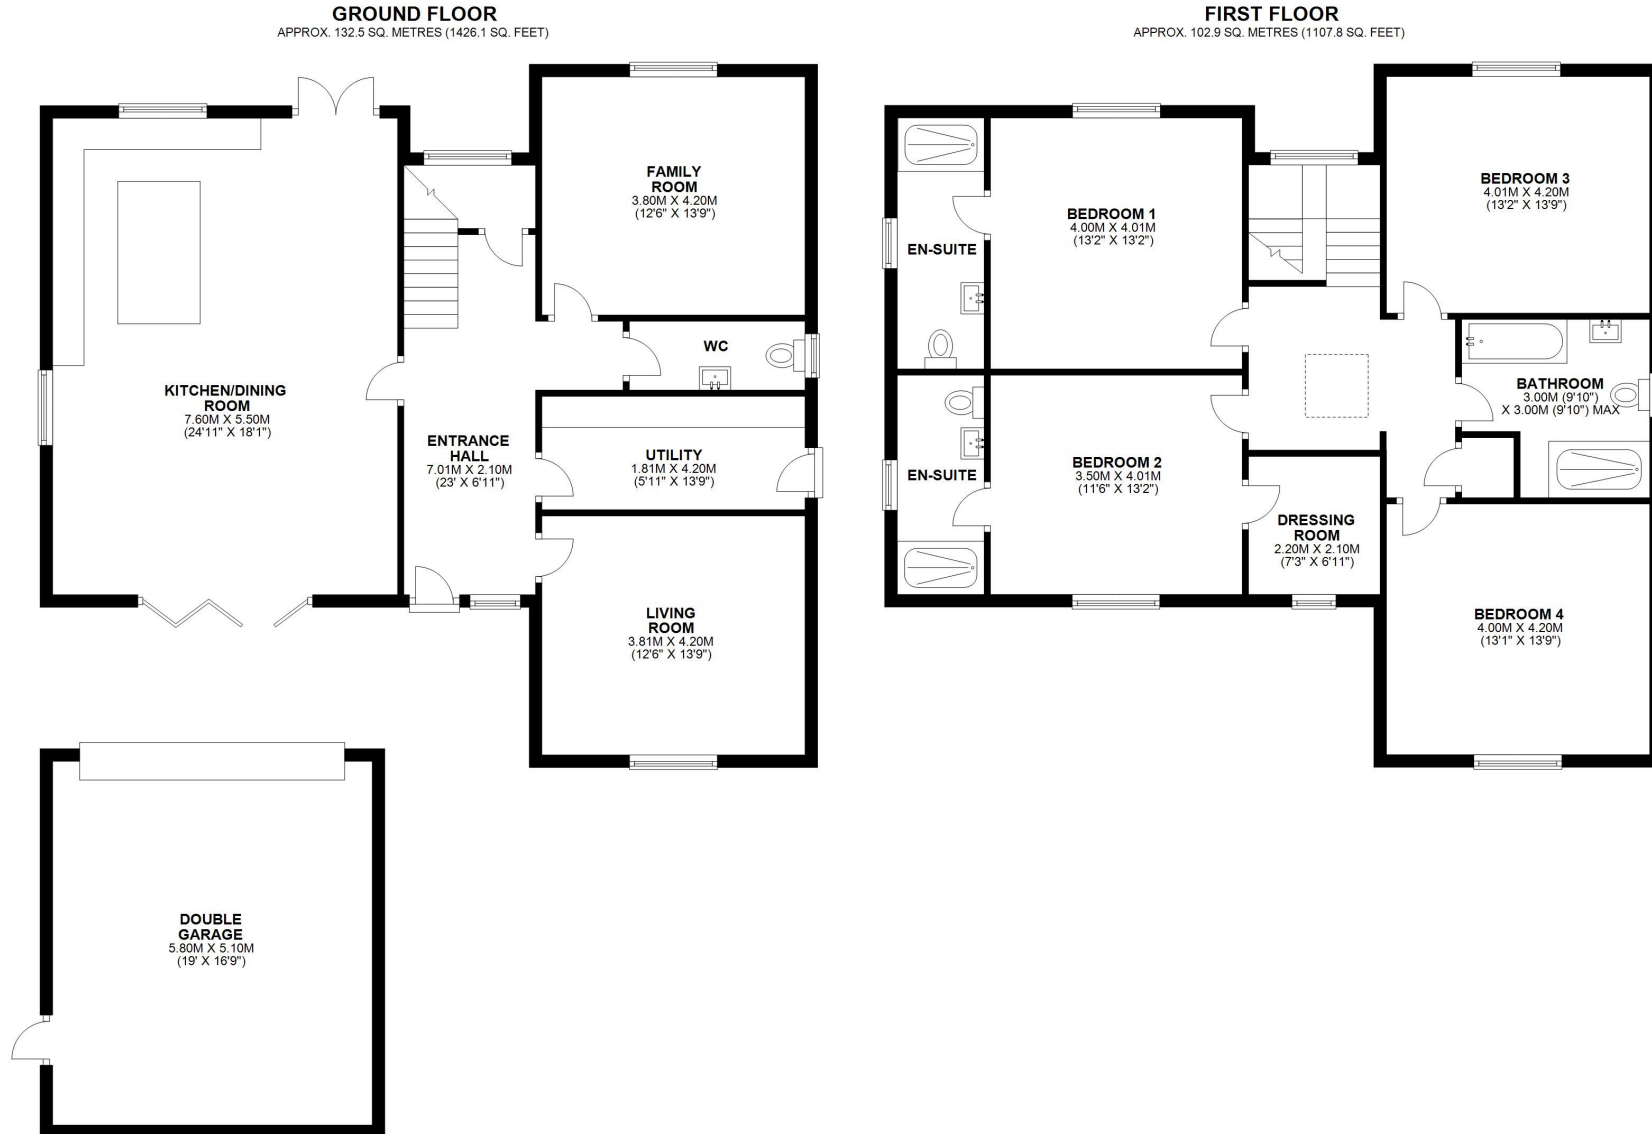 GROUND FLOOR
APPROX. 132.5 SQ. METRES (1426.1 SQ. FEET)
FAMILY
ROOM
3.80M X 4.20M
(12'6" X 13'9")
WC
KITCHEN/DINING
ROOM
7.60M X 5.50M
(24'11" X 18'1")
ENTRANCE
HALL
7.01M X 2.10M
(23' X 6'11")
UTILITY
1.81M X 4.20M
(5'11" X 13'9")
LIVING
ROOM
3.81M X 4.20M
(12'6" X 13'9")
DOUBLE
GARAGE
5.80M X 5.10M
(19' X 16'9")
FIRST FLOOR
APPROX. 102.9 SQ. METRES (1107.8 SQ. FEET)
BEDROOM 3
4.01M X 4.20M
(13'2" X 13'9")
BEDROOM 1
4.00M X 4.01M
(13'2" X 13'2")
EN-SUITE
BATHROOM
3.00M (9'10")
X 3.00M (9'10") MAX
BEDROOM 2
3.50M X 4.01M
(11'6" X 13'2")
EN-SUITE
DRESSING
ROOM
2.20M X 2.10M
(7'3" X 6'11")
BEDROOM 4
4.00M X 4.20M
(13'1" X 13'9")